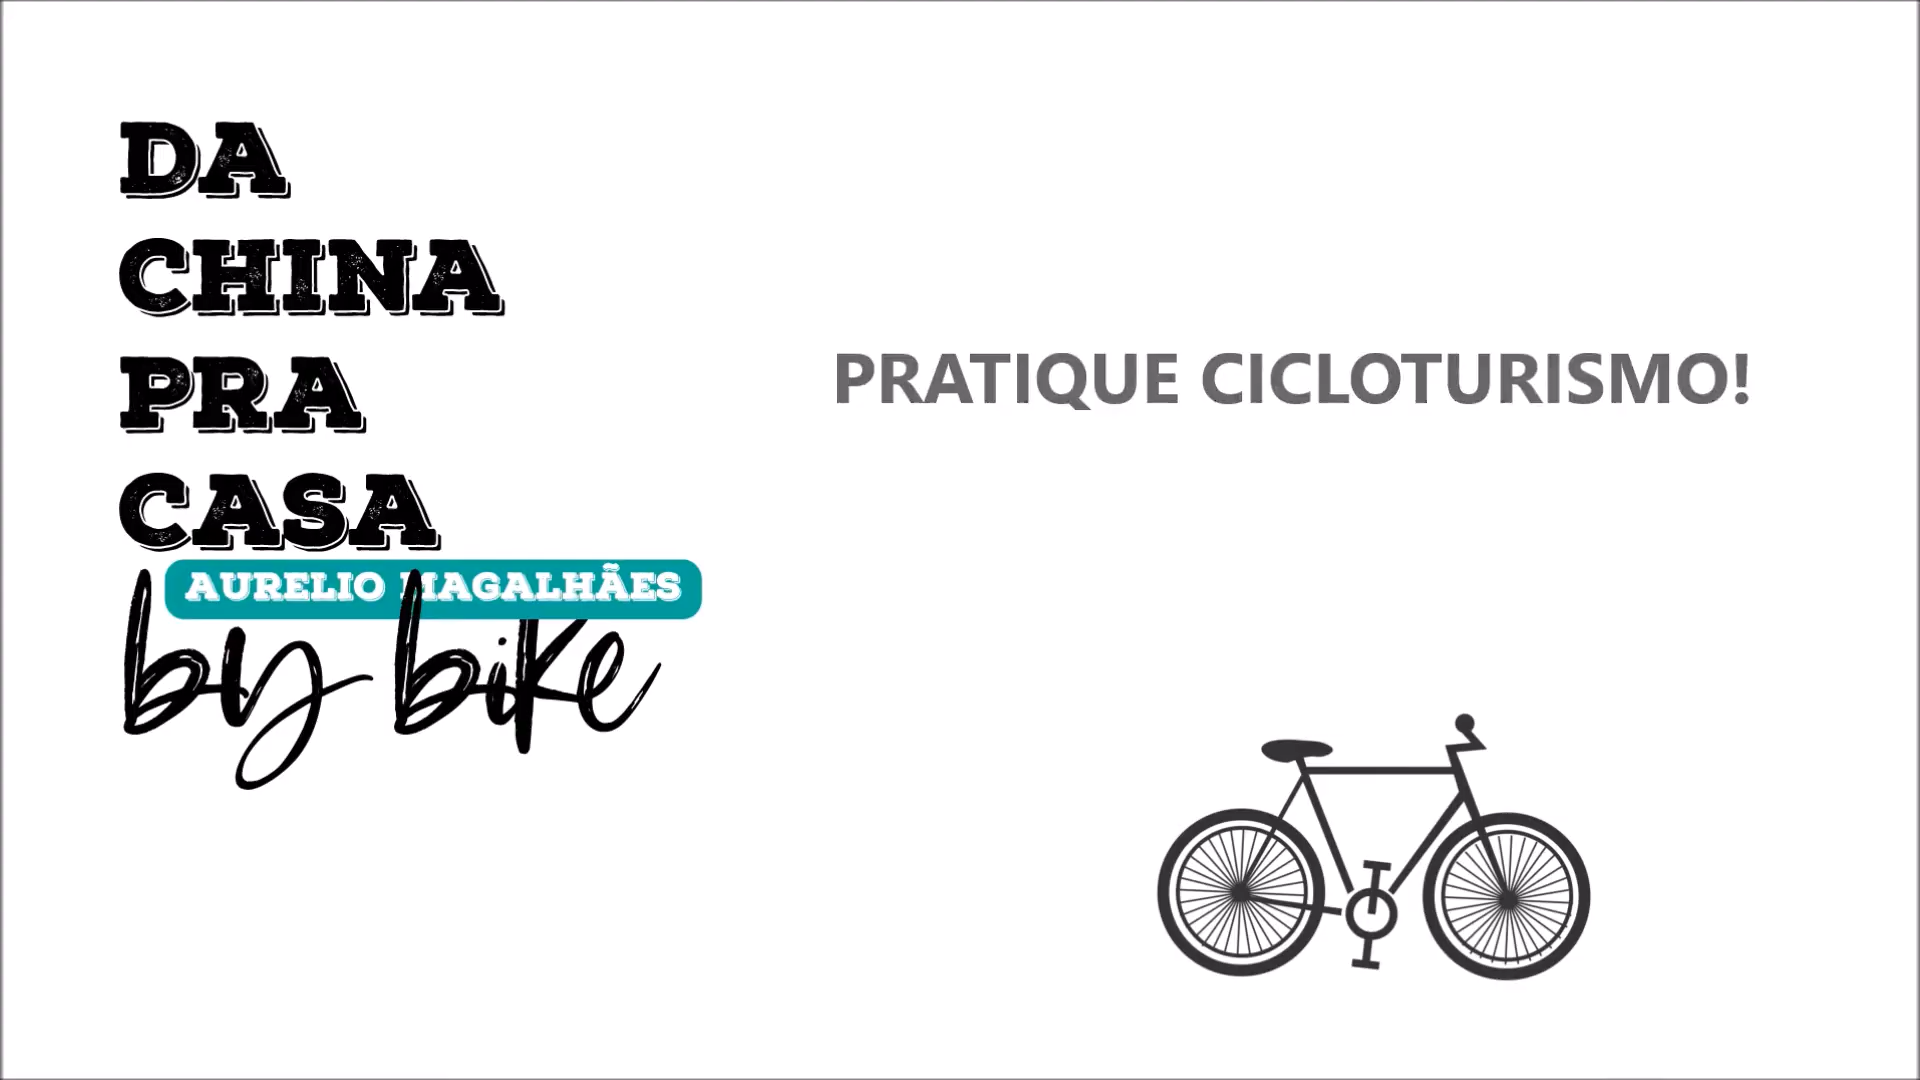 DA
CHINA
PRA
CASA
AURELIO MAGALHÃES
by bike
PRATIQUE CICLOTURISMO!